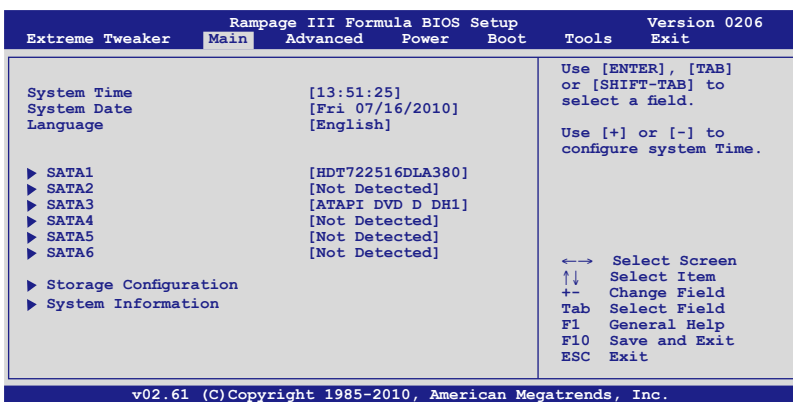 Rampage III Formula BIOS Setup Version 0206
Extreme Tweaker Main Advanced Power Boot Tools Exit
System Time [13:51:25]
System Date [Fri 07/16/2010]
Language [English]
▶ SATA1 [HDT722516DLA380]
▶ SATA2 [Not Detected]
▶ SATA3 [ATAPI DVD D DH1]
▶ SATA4 [Not Detected]
▶ SATA5 [Not Detected]
▶ SATA6 [Not Detected]
▶ Storage Configuration
▶ System Information
Use [ENTER], [TAB]
or [SHIFT-TAB] to
select a field.
Use [+] or [-] to
configure system Time.
←→ Select Screen
↑↓ Select Item
+- Change Field
Tab Select Field
F1 General Help
F10 Save and Exit
ESC Exit
v02.61 (C)Copyright 1985-2010, American Megatrends, Inc.